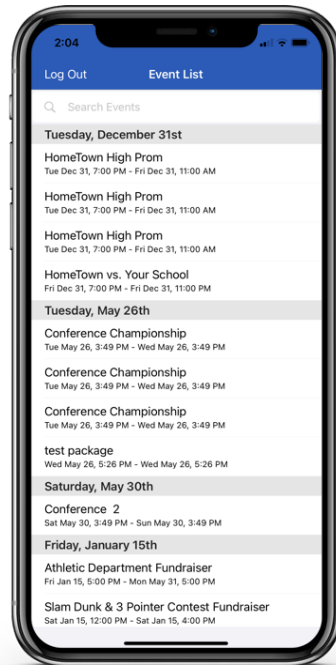 2:04
Log Out Event List
Search Events
Tuesday, December 31st
HomeTown High Prom
Tue Dec 31, 7:00 PM - Fri Dec 31, 11:00 AM
HomeTown High Prom
Tue Dec 31, 7:00 PM - Fri Dec 31, 11:00 AM
HomeTown High Prom
Tue Dec 31, 7:00 PM - Fri Dec 31, 11:00 AM
HomeTown vs. Your School
Fri Dec 31, 7:00 PM - Fri Dec 31, 11:00 PM
Tuesday, May 26th
Conference Championship
Tue May 26, 3:49 PM - Wed May 26, 3:49 PM
Conference Championship
Tue May 26, 3:49 PM - Wed May 26, 3:49 PM
Conference Championship
Tue May 26, 3:49 PM - Wed May 26, 3:49 PM
test package
Wed May 26, 5:26 PM - Wed May 26, 5:26 PM
Saturday, May 30th
Conference 2
Sat May 30, 3:49 PM - Sun May 30, 3:49 PM
Friday, January 15th
Athletic Department Fundraiser
Fri Jan 15, 5:00 PM - Mon May 31, 5:00 PM
Slam Dunk & 3 Pointer Contest Fundraiser
Sat Jan 15, 12:00 PM - Sat Jan 15, 4:00 PM